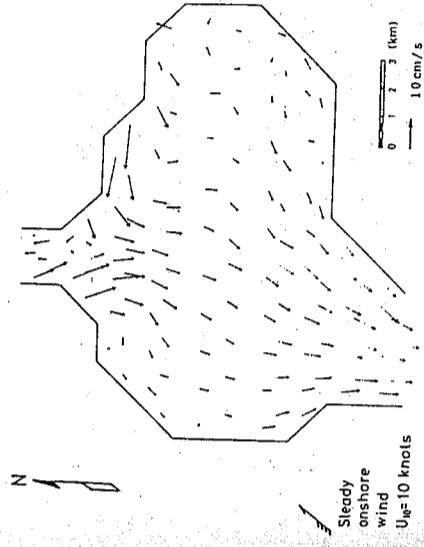 N
0 1 2 3 (km)
10 cm/s
Steady
onshore
wind
U10=10 knots